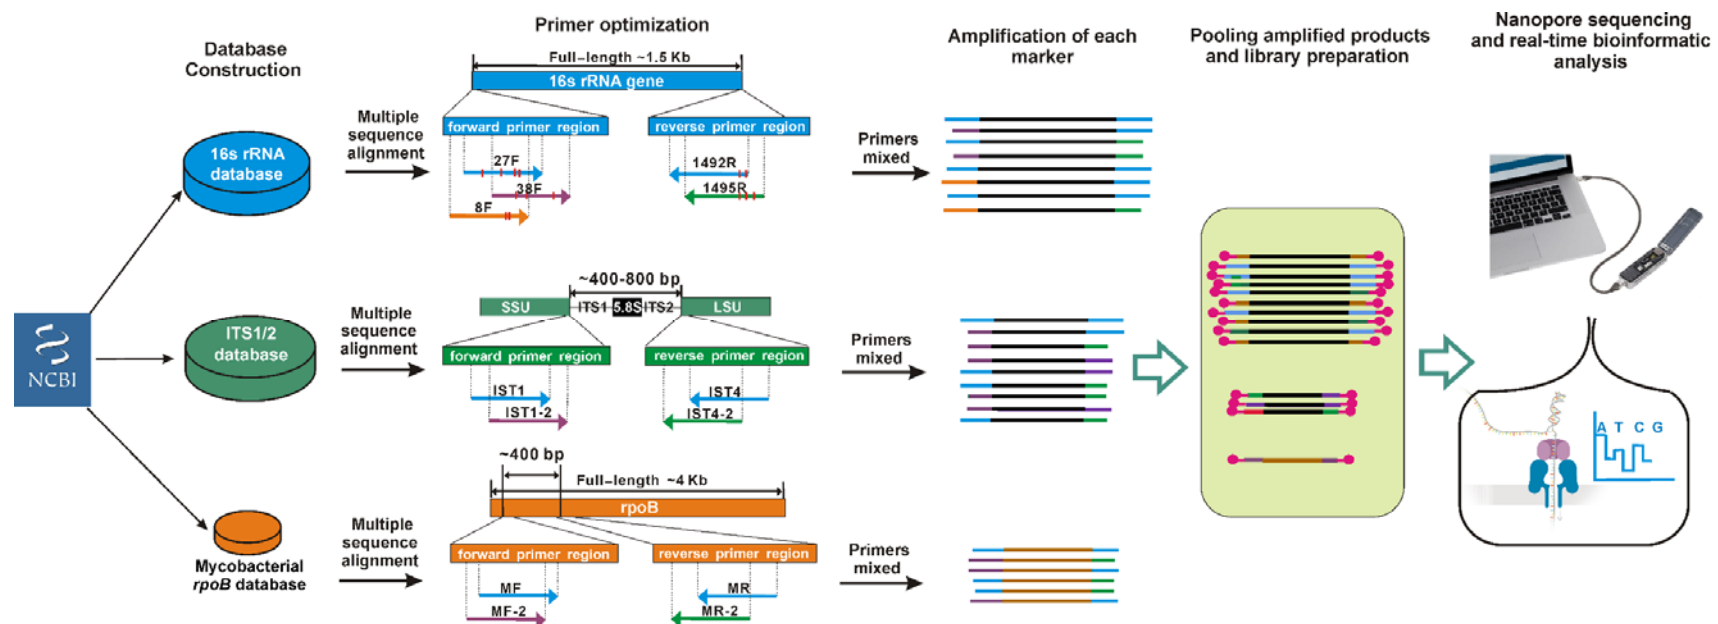 Database
Construction
Primer optimization
Amplification of each
marker
Pooling amplified products
and library preparation
Nanopore sequencing
and real-time bioinformatic
analysis
NCBI
16s rRNA
database
Multiple
sequence
alignment
Full-length ~1.5 Kb
16s rRNA gene
forward primer region
reverse primer region
27F
38F
8F
1492R
1495R
Primers
mixed
ITS1/2
database
Multiple
sequence
alignment
~400-800 bp
SSU
ITS1
5.8S
ITS2
LSU
forward primer region
reverse primer region
IST1
IST1-2
IST4
IST4-2
Primers
mixed
Mycobacterial
rpoB database
Multiple
sequence
alignment
~400 bp
Full-length ~4 Kb
rpoB
forward primer region
reverse primer region
MF
MF-2
MR
MR-2
Primers
mixed
A T C G